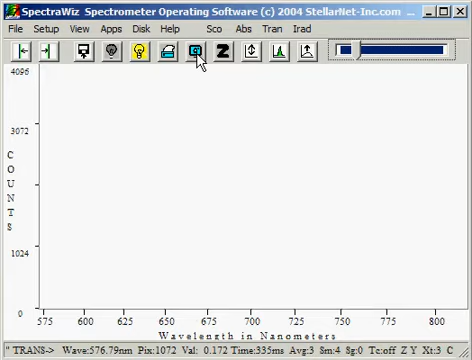 SpectraWiz Spectrometer Operating Software (c) 2004 StellarNet-Inc.com
File Setup View Apps Disk Help Sco Abs Tran Irad
Z
4096
3072
1024
0
COUNTS
575 600 625 650 675 700 725 750 775 800
Wavelength in Nanometers
" TRANS-> Wave:576.79nm Pix:1072 Val: 0.172 Time:335ms Avg:3 Sm:4 Sg:0 Tc:off Z Y Xt:3 C